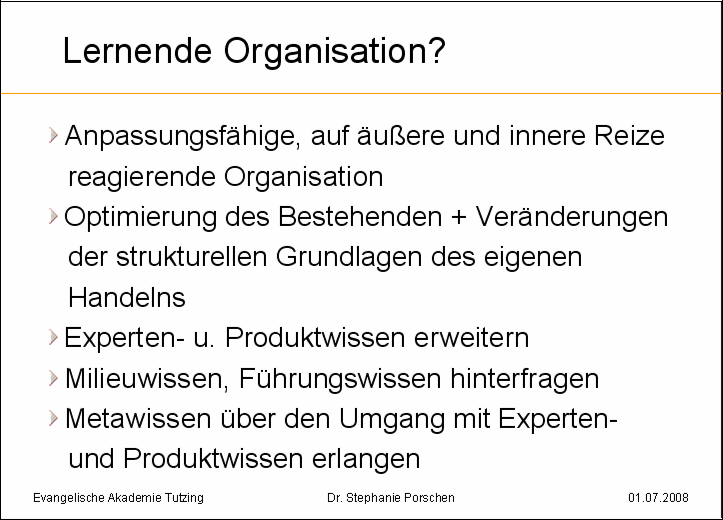 Lernende Organisation?
Anpassungsfähige, auf äußere und innere Reize
reagierende Organisation
Optimierung des Bestehenden + Veränderungen
der strukturellen Grundlagen des eigenen
Handelns
Experten- u. Produktwissen erweitern
Milieuwissen, Führungswissen hinterfragen
Metawissen über den Umgang mit Experten-
und Produktwissen erlangen
Evangelische Akademie Tutzing Dr. Stephanie Porschen 01.07.2008